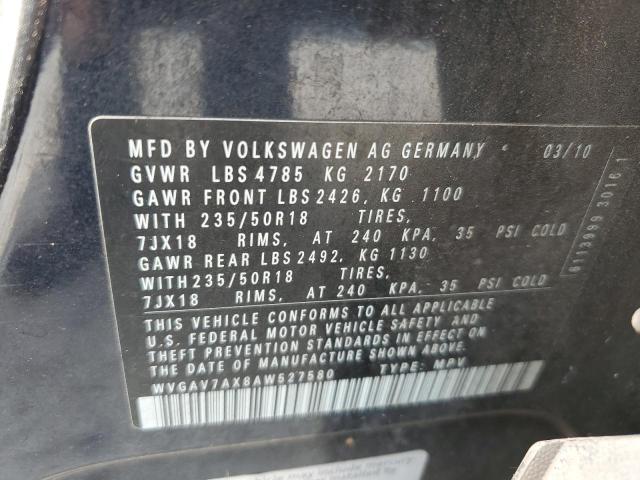 MFD BY VOLKSWAGEN AG GERMANY 03/10
GVWR LBS 4785 KG 2170
GAWR FRONT LBS 2426, KG 1100
WITH 235/50R18 TIRES,
7JX18 RIMS, AT 240 KPA, 35 PSI COLD
GAWR REAR LBS 2492, KG 1130
WITH 235/50R18 TIRES,
7JX18 RIMS, AT 240 KPA, 35 PSI COLD
THIS VEHICLE CONFORMS TO ALL APPLICABLE
U.S. FEDERAL MOTOR VEHICLE SAFETY AND
THEFT PREVENTION STANDARDS IN EFFECT ON
THE DATE OF MANUFACTURE SHOWN ABOVE.
WVGAV7AX8AW527580 TYPE: MPV
6113999 3016 1